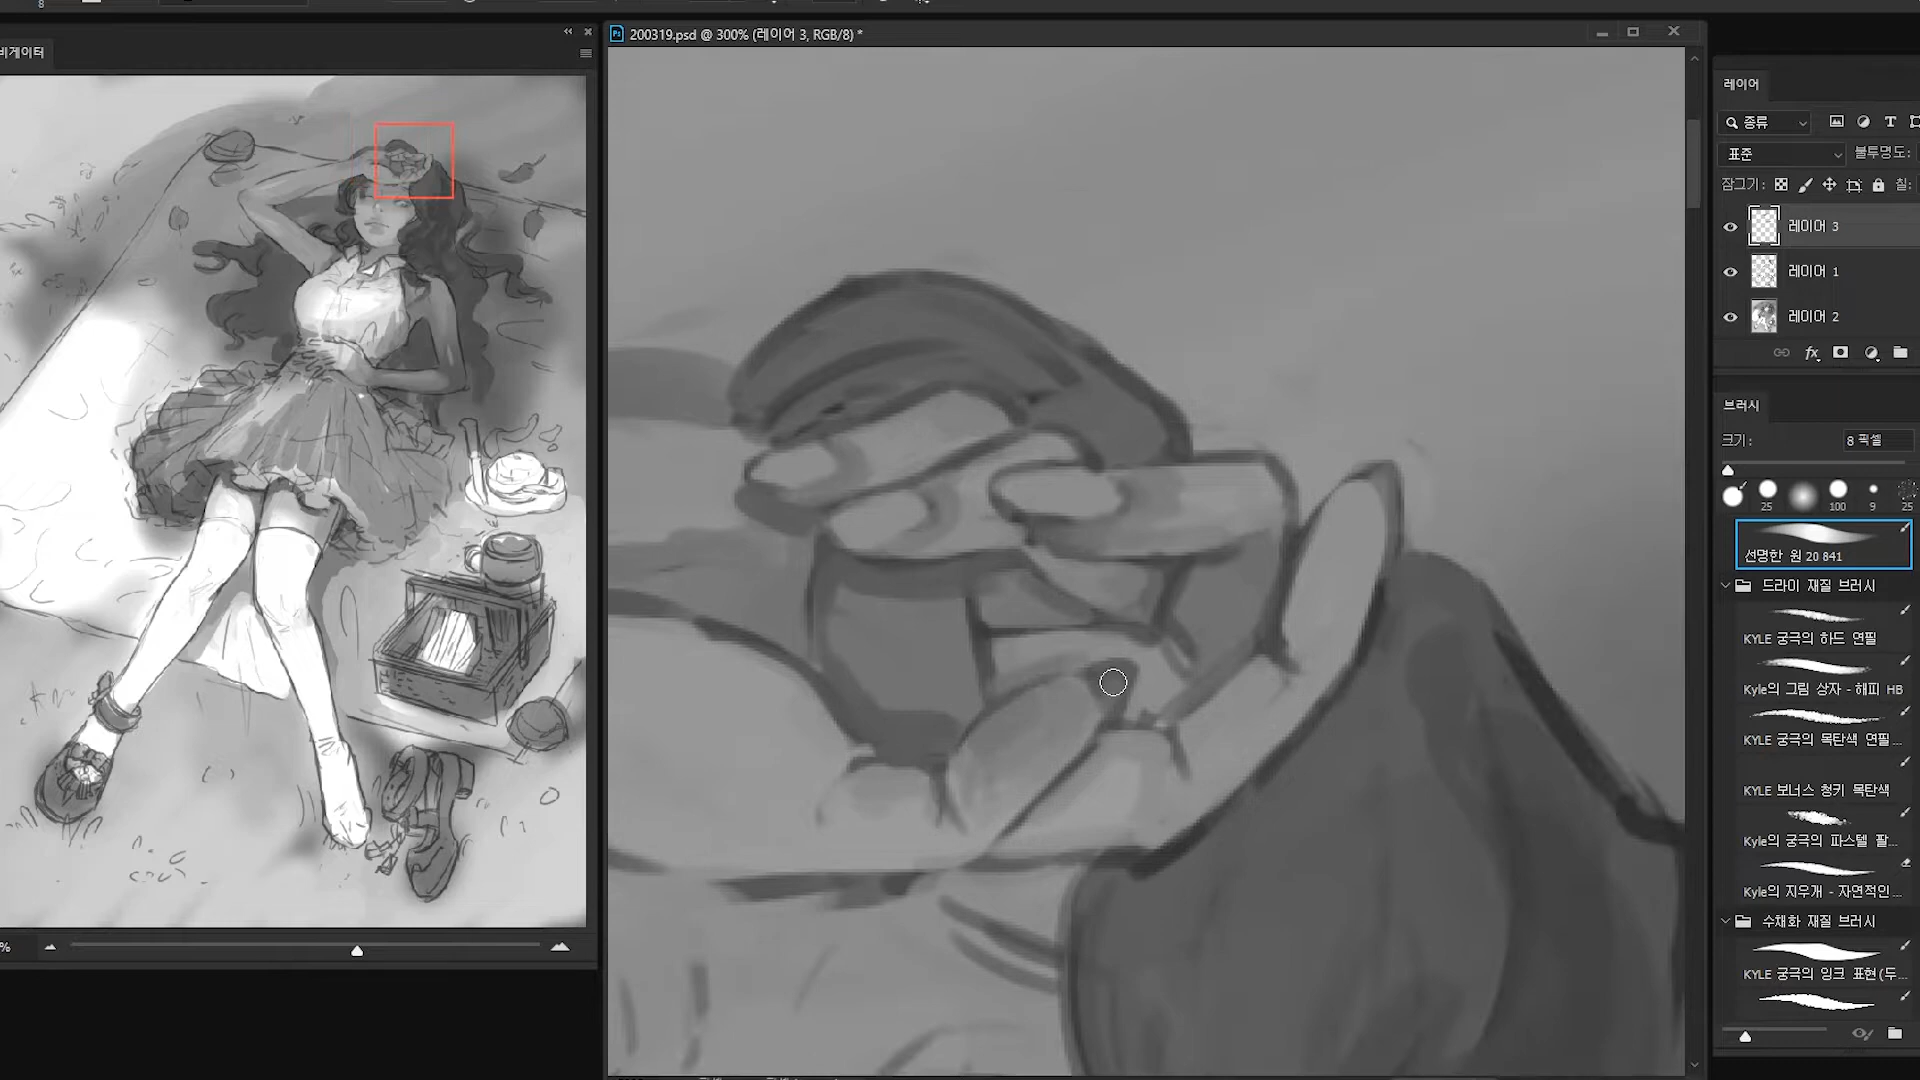 8
비게이터
%
Ps 200319.psd @ 300% (레이어 3, RGB/8) *
레이어
종류
T
표준
불투명도:
잠그기:
칠:
레이어 3
레이어 1
레이어 2
fx
브러시
크기:
8 픽셀
25
100
9
25
선명한 원 20 841
드라이 재질 브러시
KYLE 궁극의 하드 연필
Kyle의 그림 상자 - 해피 HB
KYLE 궁극의 목탄색 연필...
KYLE 보너스 청키 목탄색
Kyle의 궁극의 파스텔 팔...
Kyle의 지우개 - 자연적인...
수채화 재질 브러시
KYLE 궁극의 잉크 표현(두...